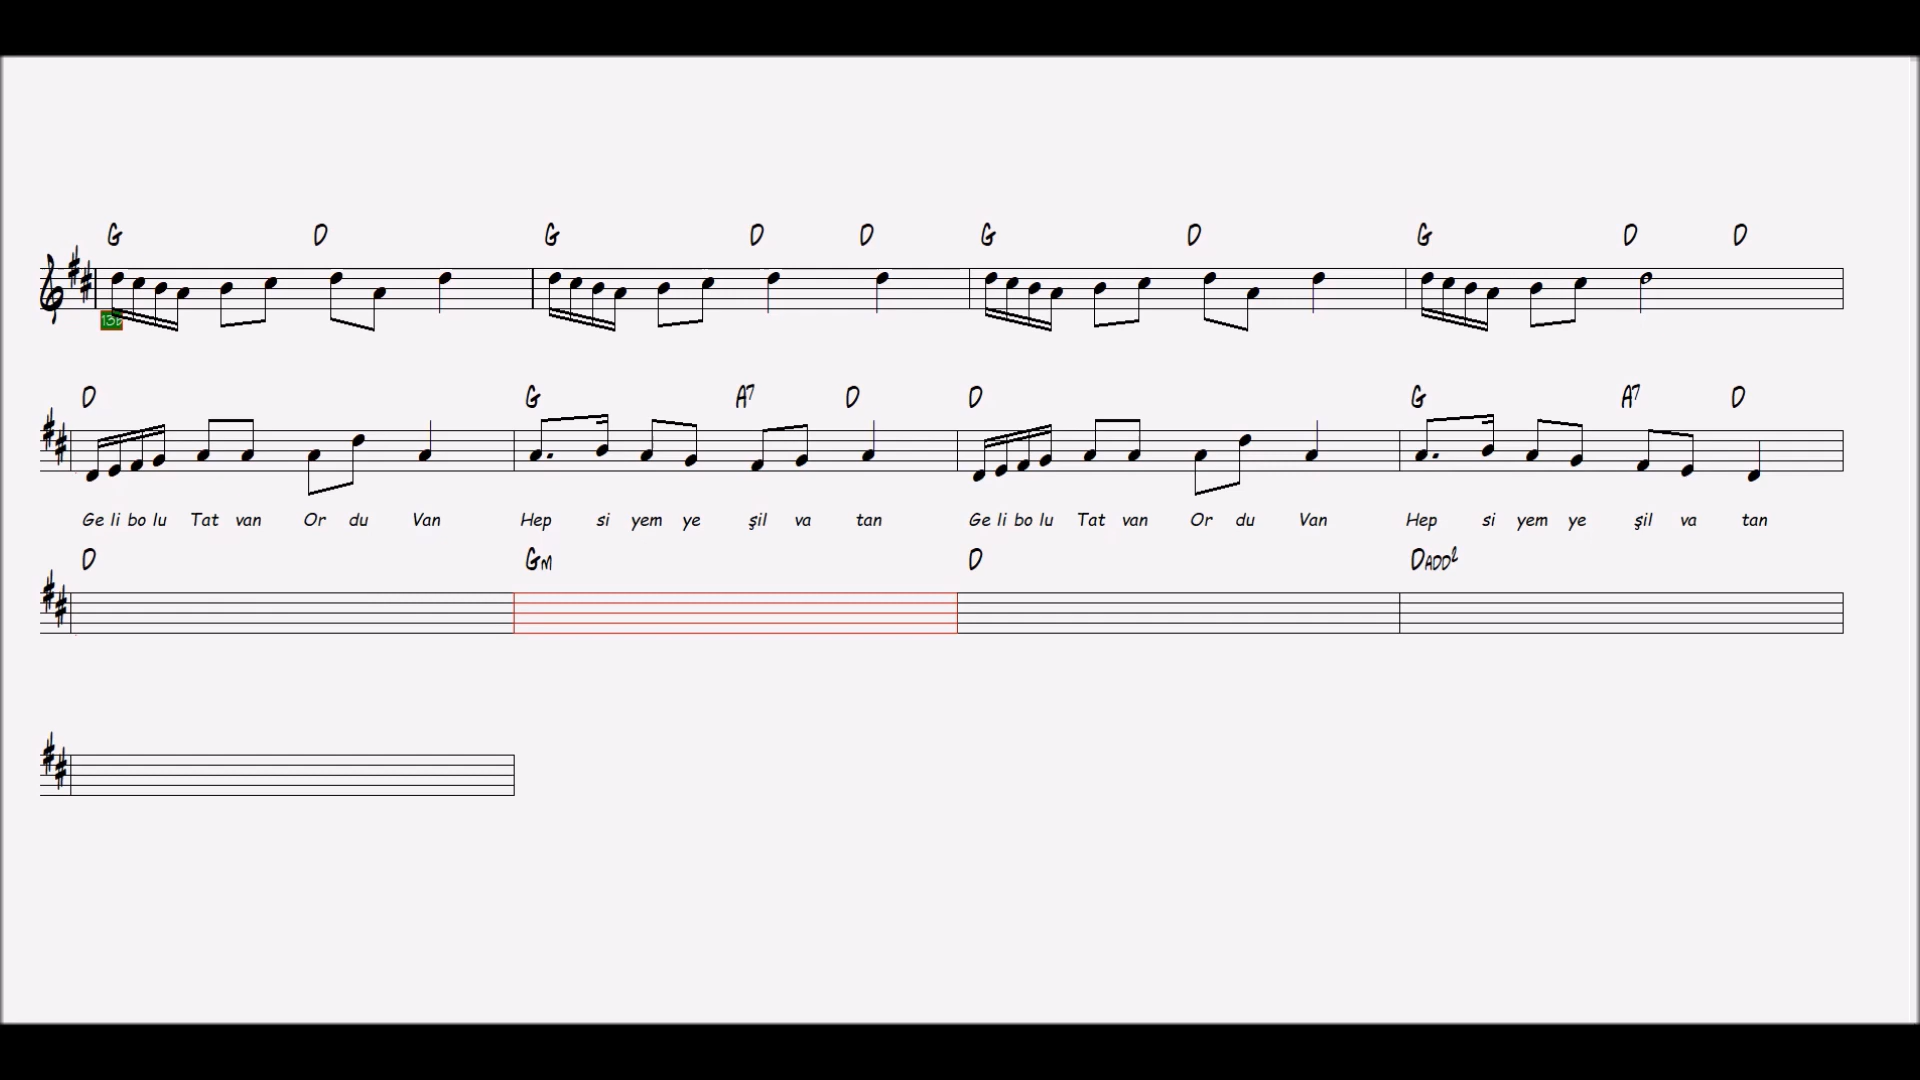 G D G D D G D G D D
D G A7 D D G A7 D
Ge li bo lu Tat van Or du Van Hep si yem ye şil va tan Ge li bo lu Tat van Or du Van Hep si yem ye şil va tan
D GM D DADD2